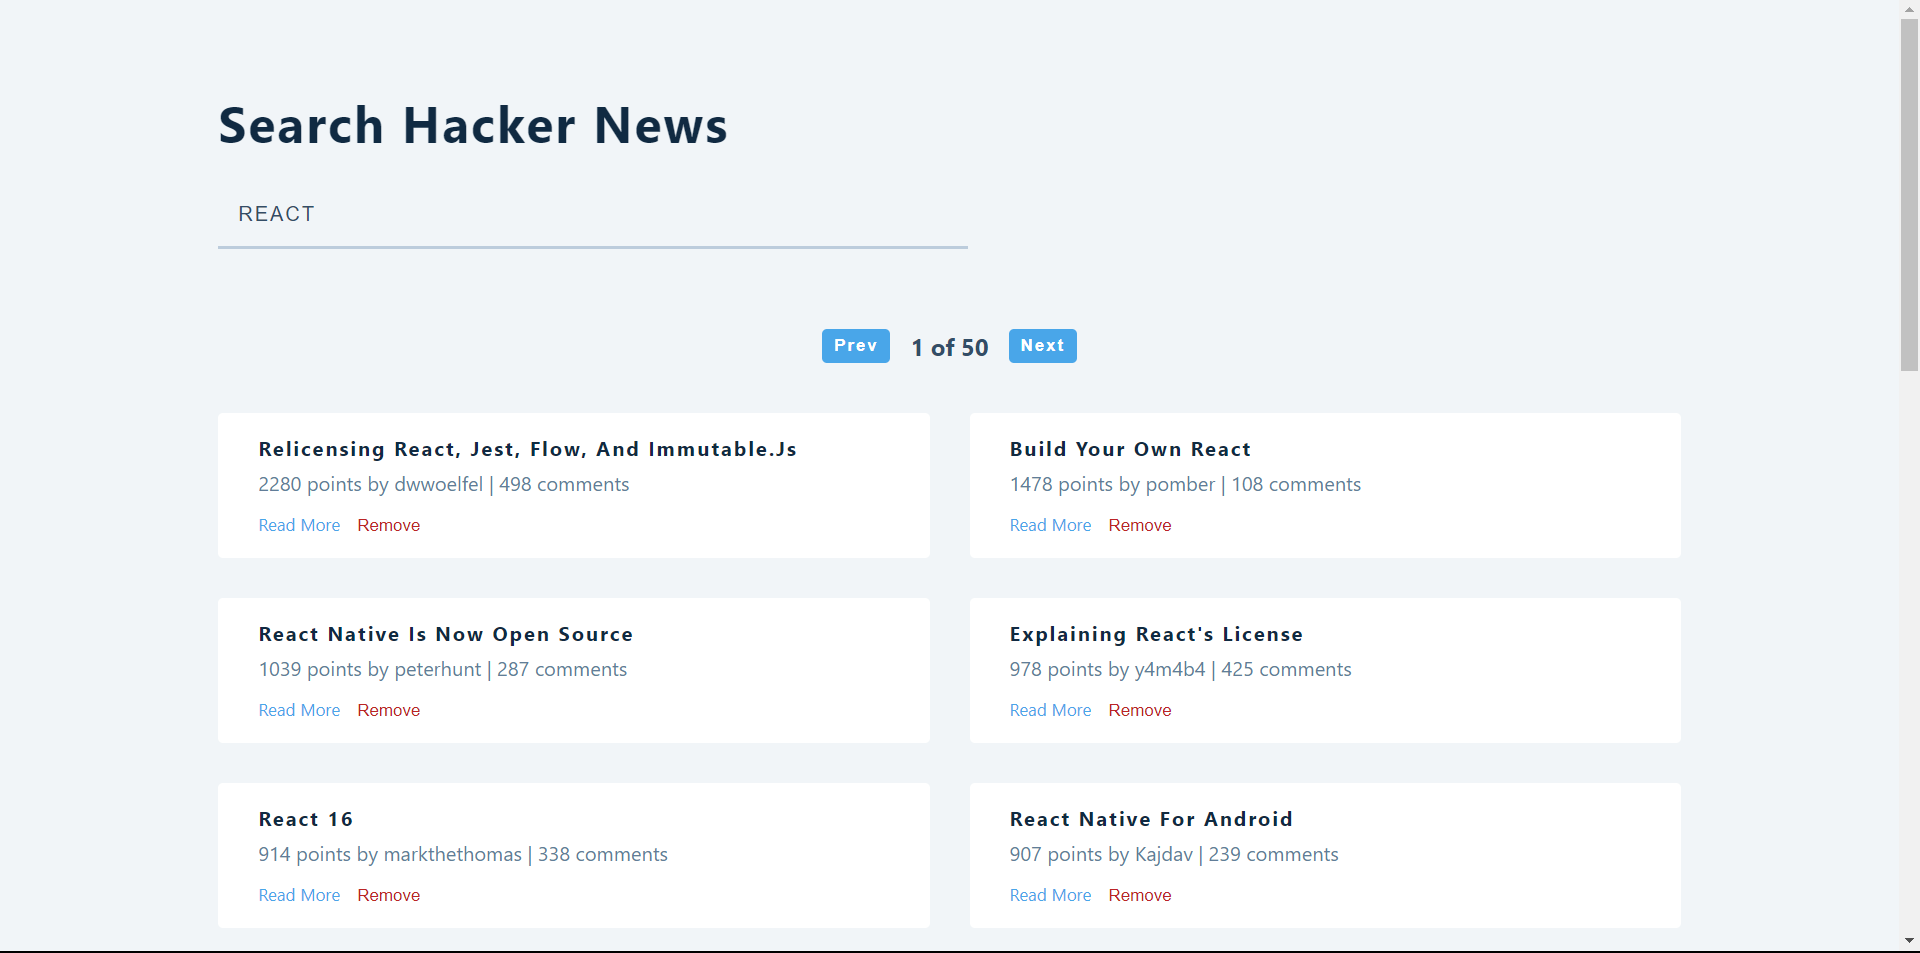 Search Hacker News
REACT
Prev 1 of 50 Next
Relicensing React, Jest, Flow, And Immutable.Js
2280 points by dwwoelfel | 498 comments
Read More Remove
Build Your Own React
1478 points by pomber | 108 comments
Read More Remove
React Native Is Now Open Source
1039 points by peterhunt | 287 comments
Read More Remove
Explaining React's License
978 points by y4m4b4 | 425 comments
Read More Remove
React 16
914 points by markthethomas | 338 comments
Read More Remove
React Native For Android
907 points by Kajdav | 239 comments
Read More Remove